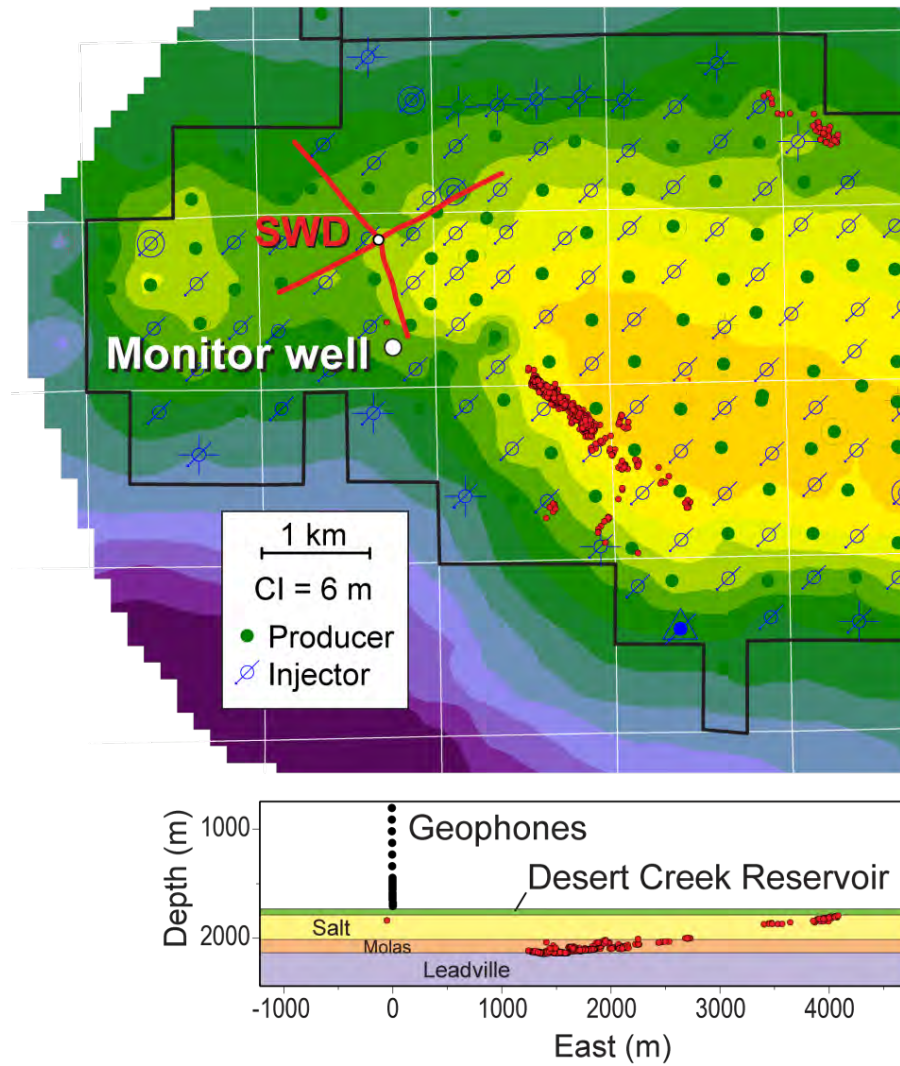 SWD
Monitor well
1 km
CI = 6 m
Producer
Injector
Geophones
Desert Creek Reservoir
Salt
Molas
Leadville
Depth (m)
1000
2000
-1000
0
1000
2000
3000
4000
East (m)